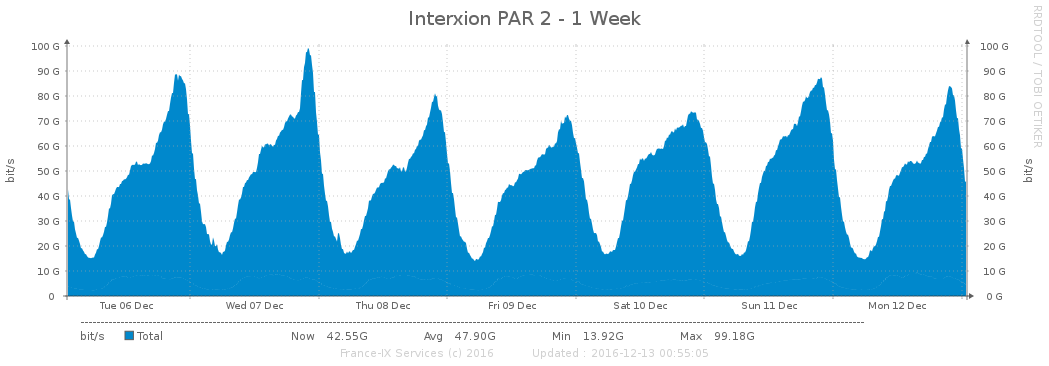 Interxion PAR 2 - 1 Week
RRDTOOL / TOBI OETIKER
bit/s
100 G 100 G
90 G 90 G
80 G 80 G
70 G 70 G
60 G 60 G
50 G 50 G
40 G 40 G
30 G 30 G
20 G 20 G
10 G 10 G
0 0 G
bit/s
Tue 06 Dec Wed 07 Dec Thu 08 Dec Fri 09 Dec Sat 10 Dec Sun 11 Dec Mon 12 Dec
bit/s Total Now 42.55G Avg 47.90G Min 13.92G Max 99.18G
France-IX Services (c) 2016 Updated : 2016-12-13 00:55:05